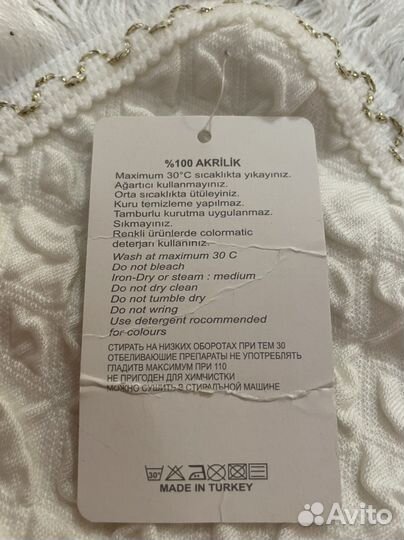 %100 AKRİLİK
Maximum 30°C sıcaklıkta yıkayınız.
Ağartıcı kullanmayınız.
Orta sıcaklıkta ütüleyiniz.
Kuru temizleme yapılmaz.
Tamburlu kurutma uygulanmaz.
Sıkmayınız.
Renkli ürünlerde colormatic
deterjan kullanınız.
Wash at maximum 30 C
Do not bleach
Iron-Dry or steam : medium
Do not dry clean
Do not tumble dry
Do not wring
Use detergent rocommended
for colours
СТИРАТЬ НА НИЗКИХ ОБОРОТАХ ПРИ ТЕМ 30
ОТБЕЛИВАЮЩИЕ ПРЕПАРАТЫ НЕ УПОТРЕБЛЯТЬ
ГЛАДИТВ МАКСИМУМ ПРИ 110
НЕ ПРИГОДЕН ДЛЯ ХИМЧИСТКИ
МОЖНО СУШИТЬ В СТИРАЛЬНОЙ МАШИНЕ
30°
MADE IN TURKEY
Avito